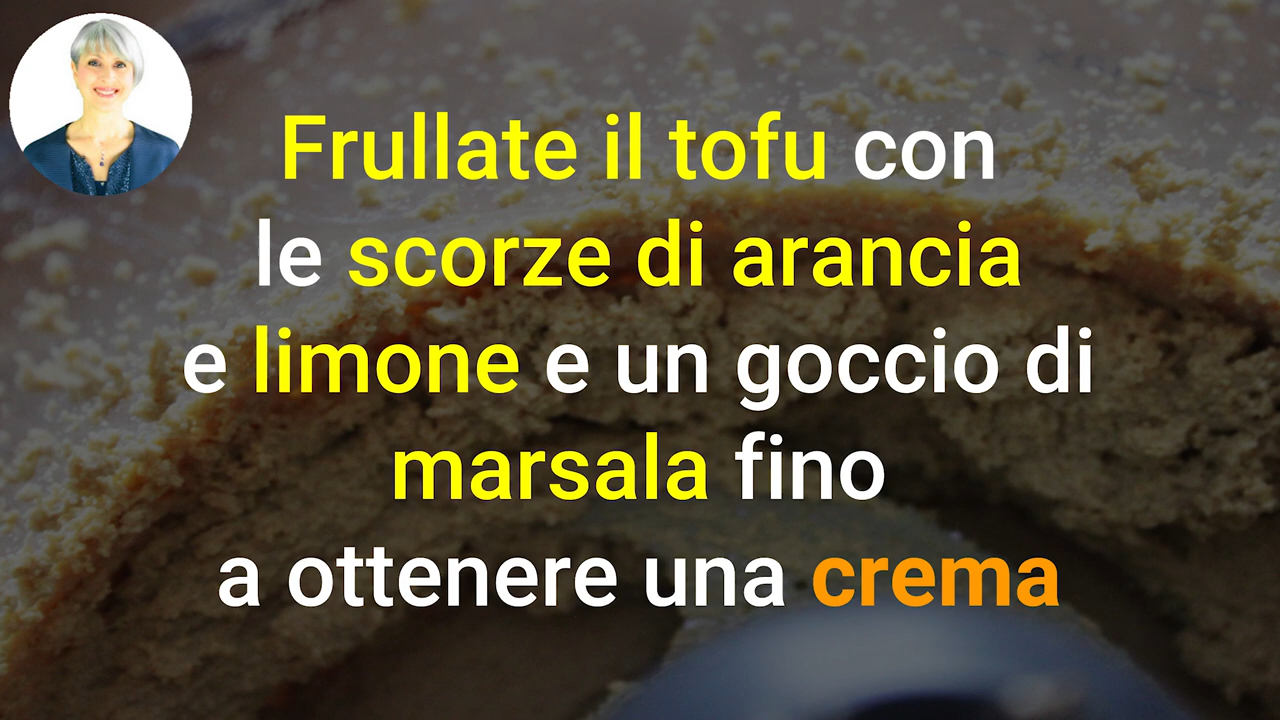 Frullate il tofu con
le scorze di arancia
e limone e un goccio di
marsala fino
a ottenere una crema